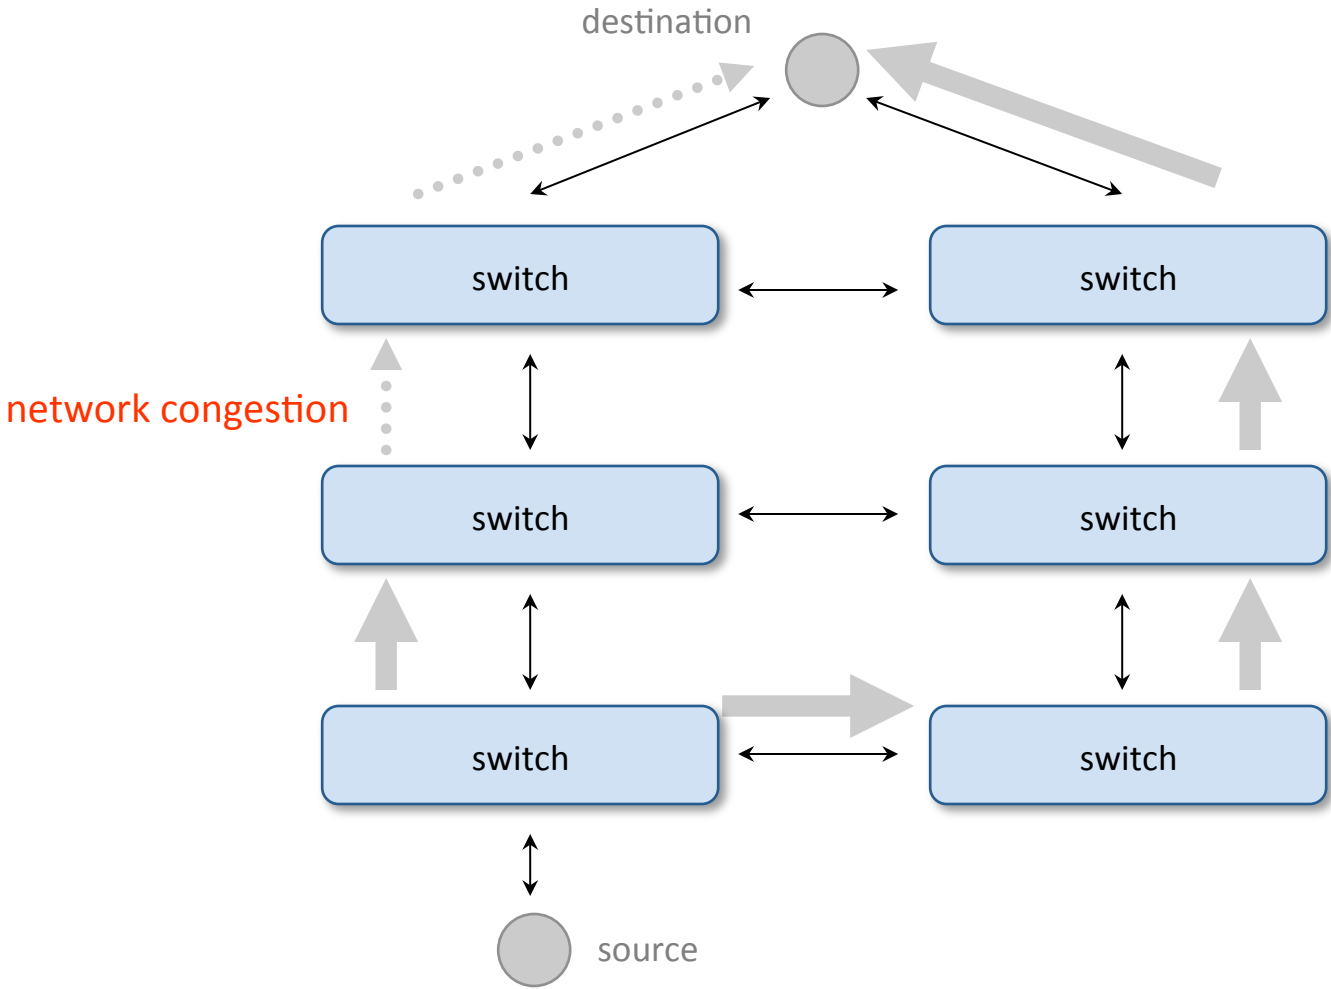 destination
switch
switch
network congestion
switch
switch
switch
switch
source